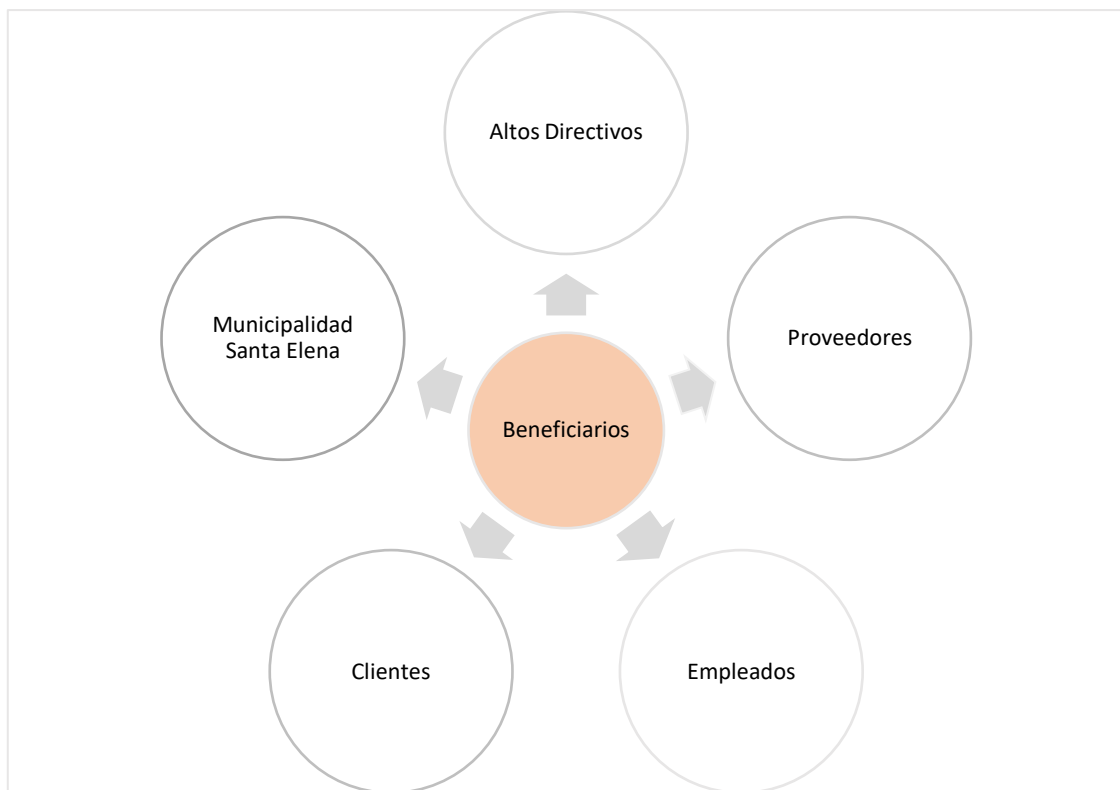 Altos Directivos
Municipalidad
Santa Elena
Proveedores
Beneficiarios
Clientes
Empleados